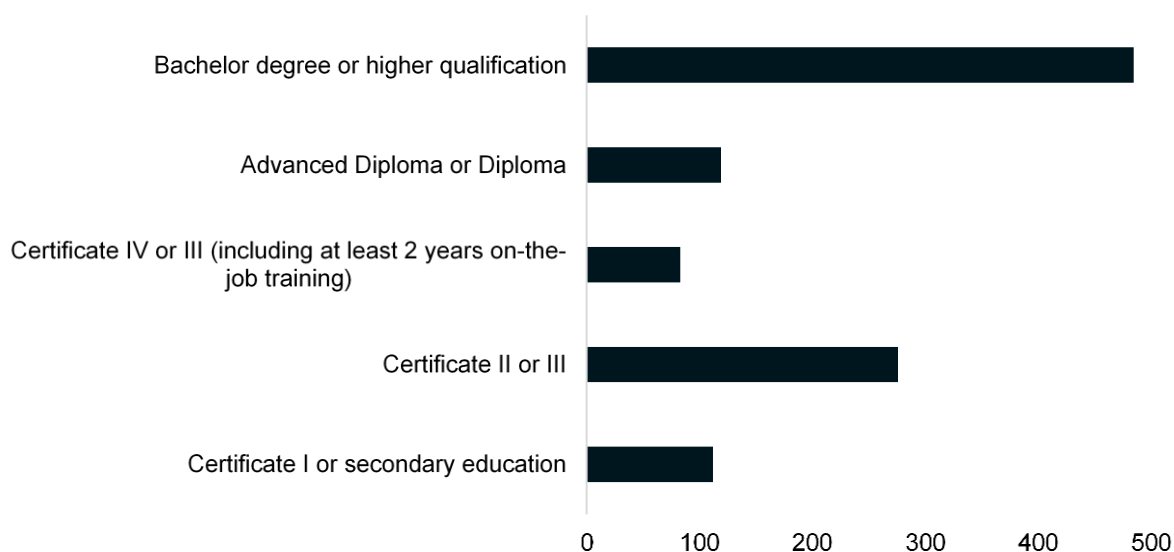 Bachelor degree or higher qualification
Advanced Diploma or Diploma
Certificate IV or III (including at least 2 years on-the-
job training)
Certificate II or III
Certificate I or secondary education
0 100 200 300 400 500